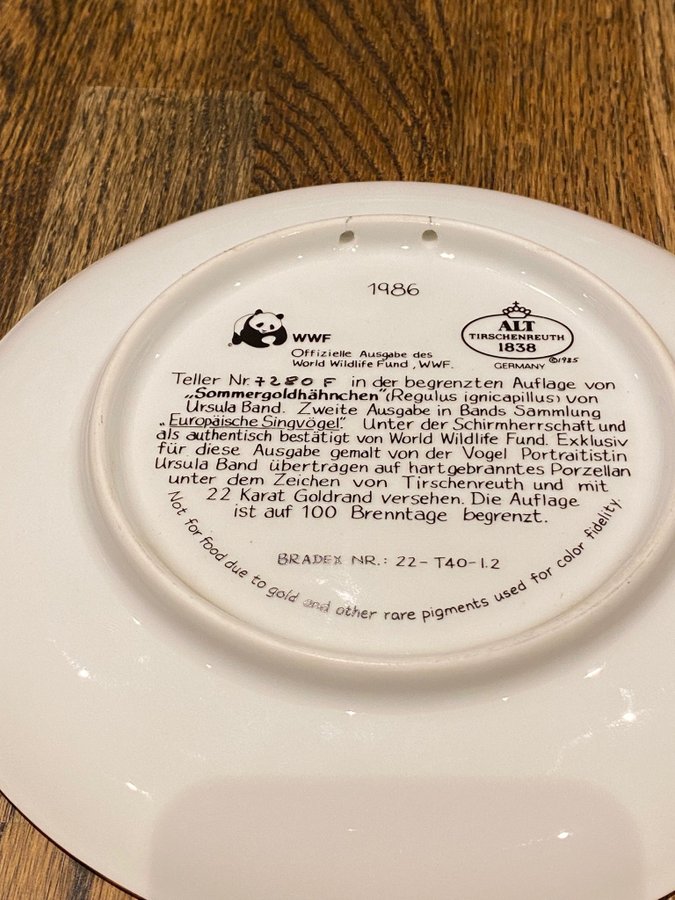 1986
WWF
Offizielle Ausgabe des
World Wildlife Fund, WWF.
ALT
TIRSCHENREUTH
1838
GERMANY ©1985
Teller Nr. 7280 F in der begrenzten Auflage von
„Sommergoldhähnchen" (Regulus ignicapillus) von
Ursula Band. Zweite Ausgabe in Bands Sammlung
„Europäische Singvögel". Unter der Schirmherrschaft und
als authentisch bestätigt von World Wildlife Fund. Exklusiv
für diese Ausgabe gemalt von der Vogel Portraitistin
Ursula Band übertragen auf hartgebranntes Porzellan
unter dem Zeichen von Tirschenreuth und mit
22 Karat Goldrand versehen. Die Auflage
ist auf 100 Brenntage begrenzt.
BRADEX NR.: 22-T40-1.2
Not for food due to gold and other rare pigments used for color fidelity.